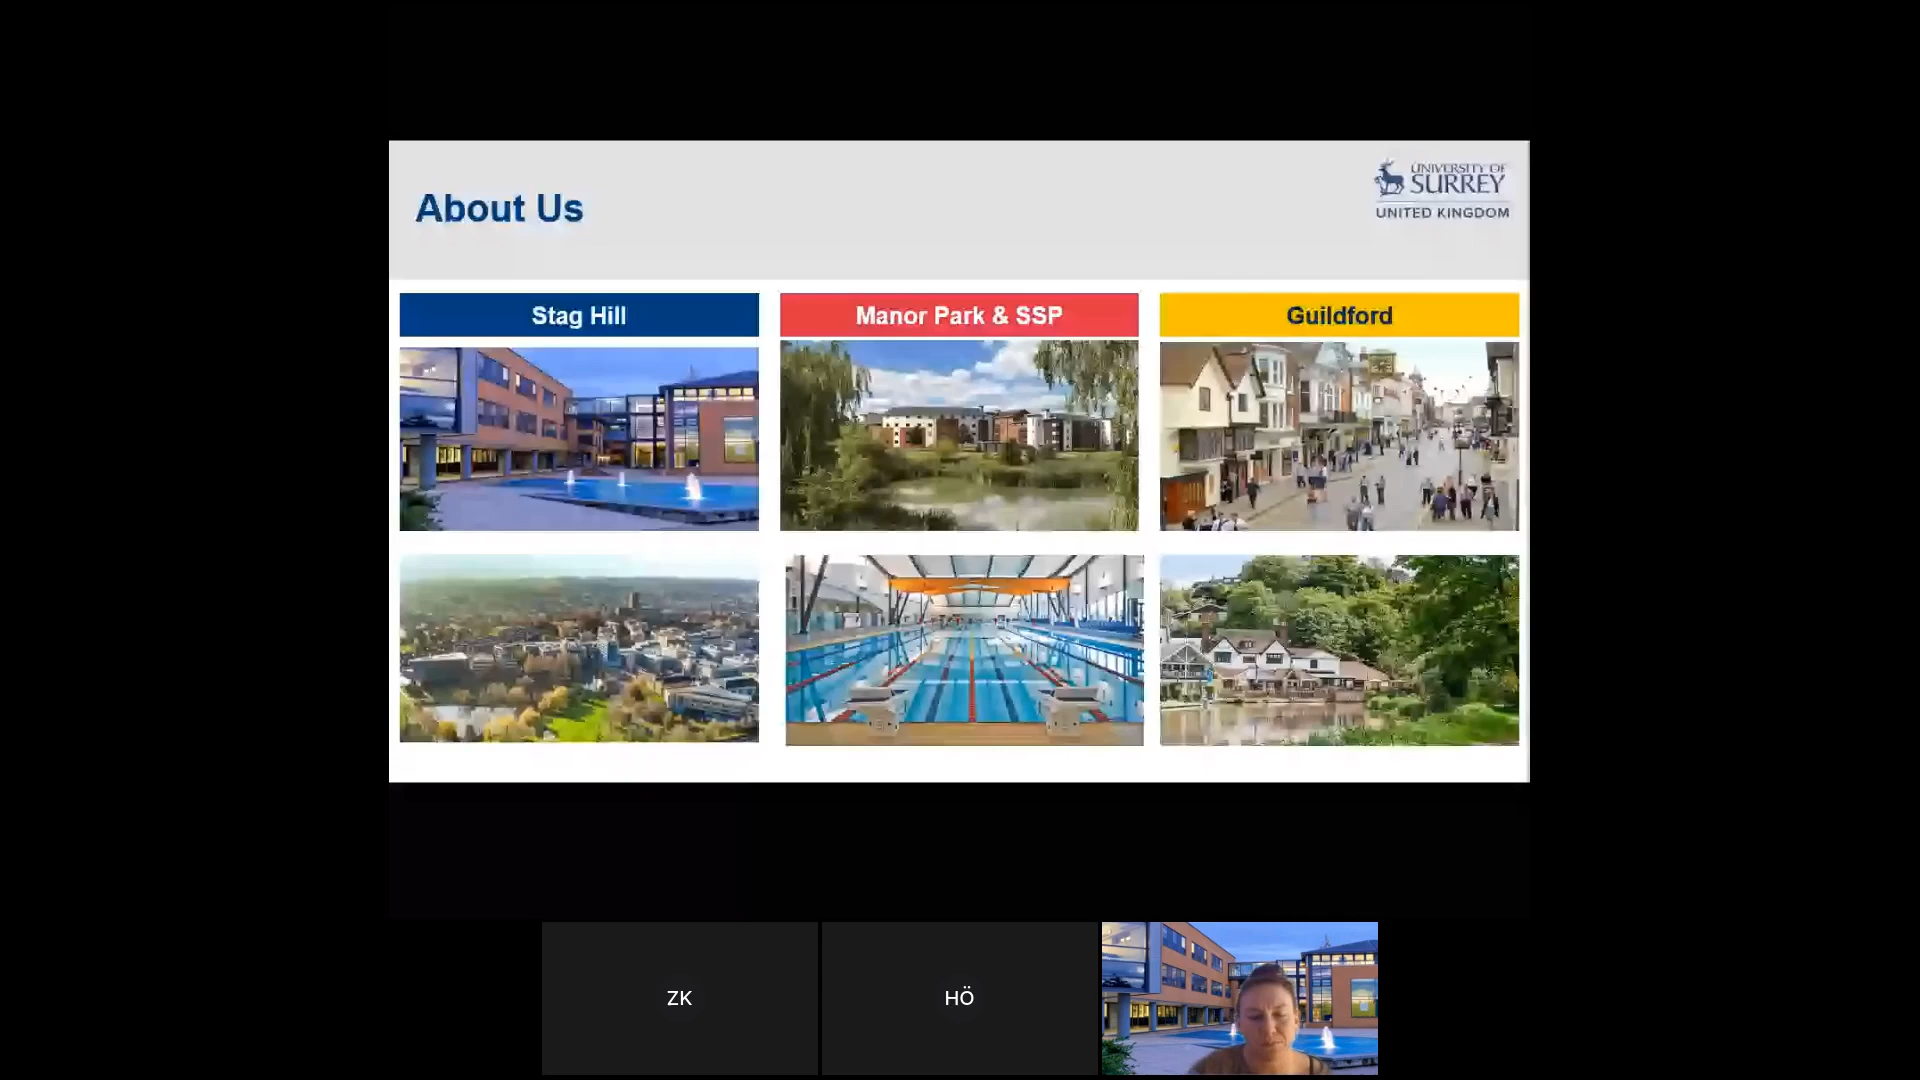 About Us
UNIVERSITY OF
SURREY
UNITED KINGDOM
Stag Hill
Manor Park & SSP
Guildford
ZK
HÖ